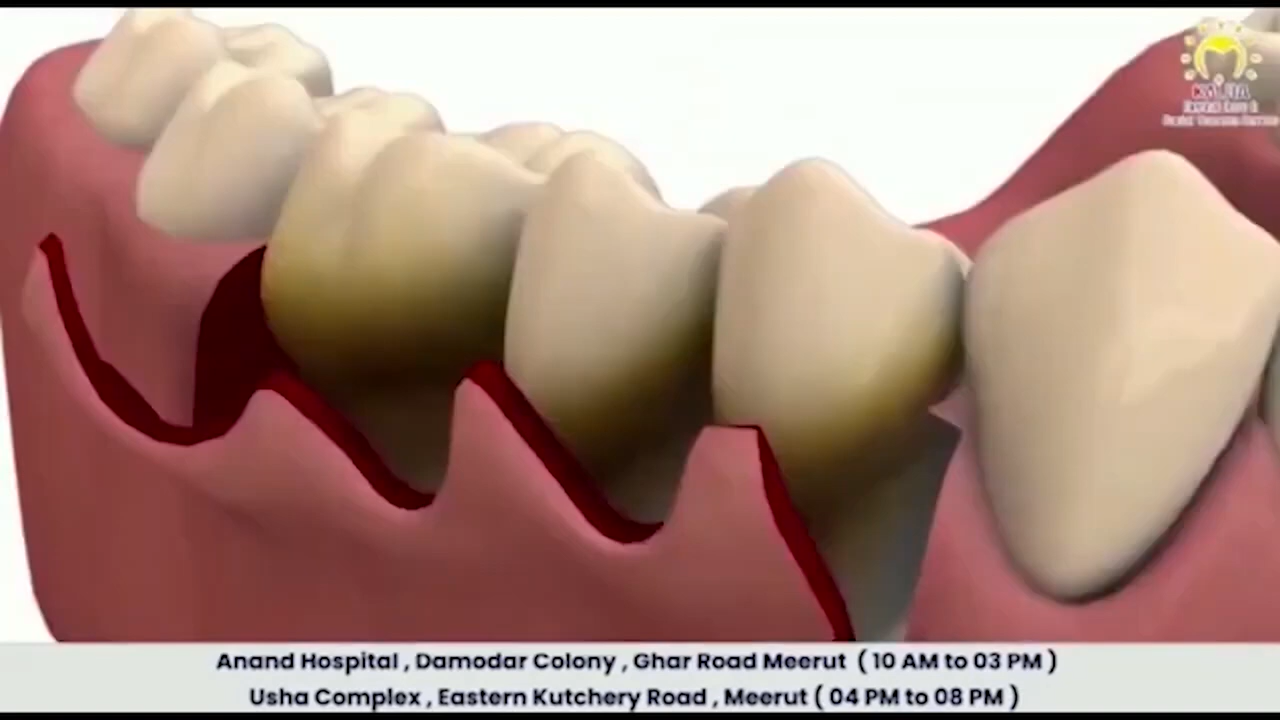 Anand Hospital , Damodar Colony , Ghar Road Meerut ( 10 AM to 03 PM )
Usha Complex , Eastern Kutchery Road , Meerut ( 04 PM to 08 PM )